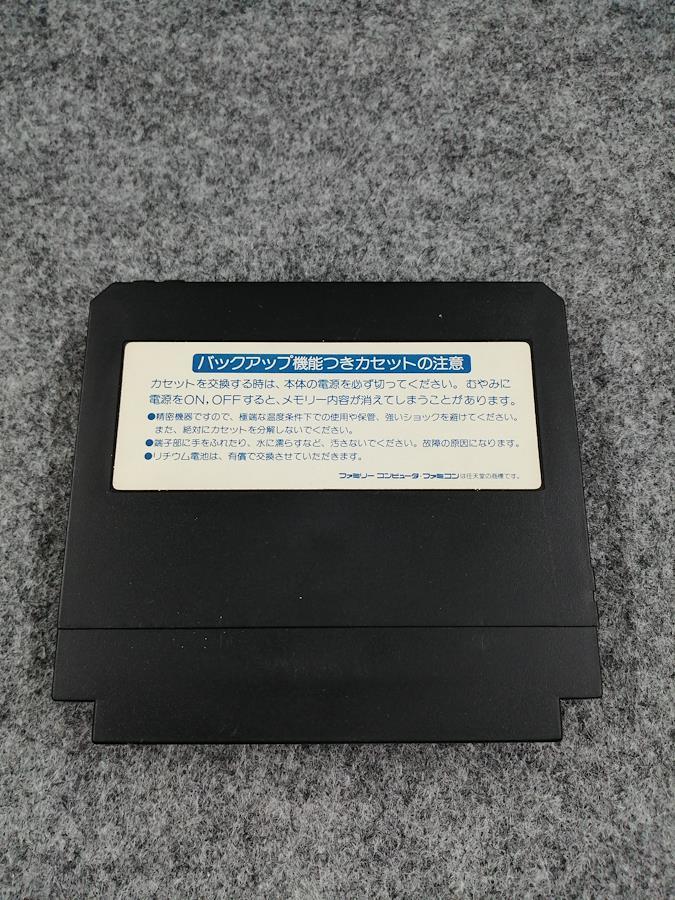 バックアップ機能つきカセットの注意
カセットを交換する時は、本体の電源を必ず切ってください。むやみに
電源をON,OFFすると、メモリー内容が消えてしまうことがあります。
●精密機器ですので、極端な温度条件下での使用や保管、強いショックを避けてください。
また、絶対にカセットを分解しないでください。
●端子部に手をふれたり、水に濡らすなど、汚さないでください。故障の原因になります。
●リチウム電池は、有償で交換させていただきます。
ファミリーコンピュータ・ファミコンは任天堂の商標です。